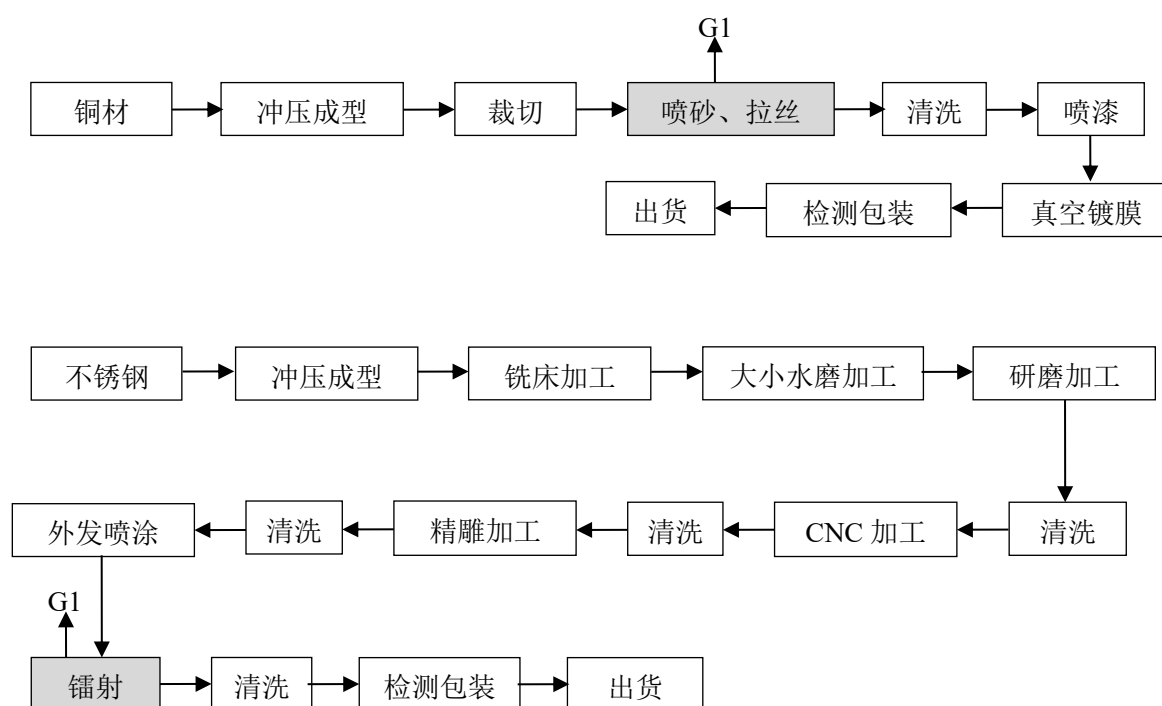 G1
铜材 冲压成型 裁切 喷砂、拉丝 清洗 喷漆
出货 检测包装 真空镀膜
不锈钢 冲压成型 铣床加工 大小水磨加工 研磨加工
外发喷涂 清洗 精雕加工 清洗 CNC 加工 清洗
G1
镭射 清洗 检测包装 出货